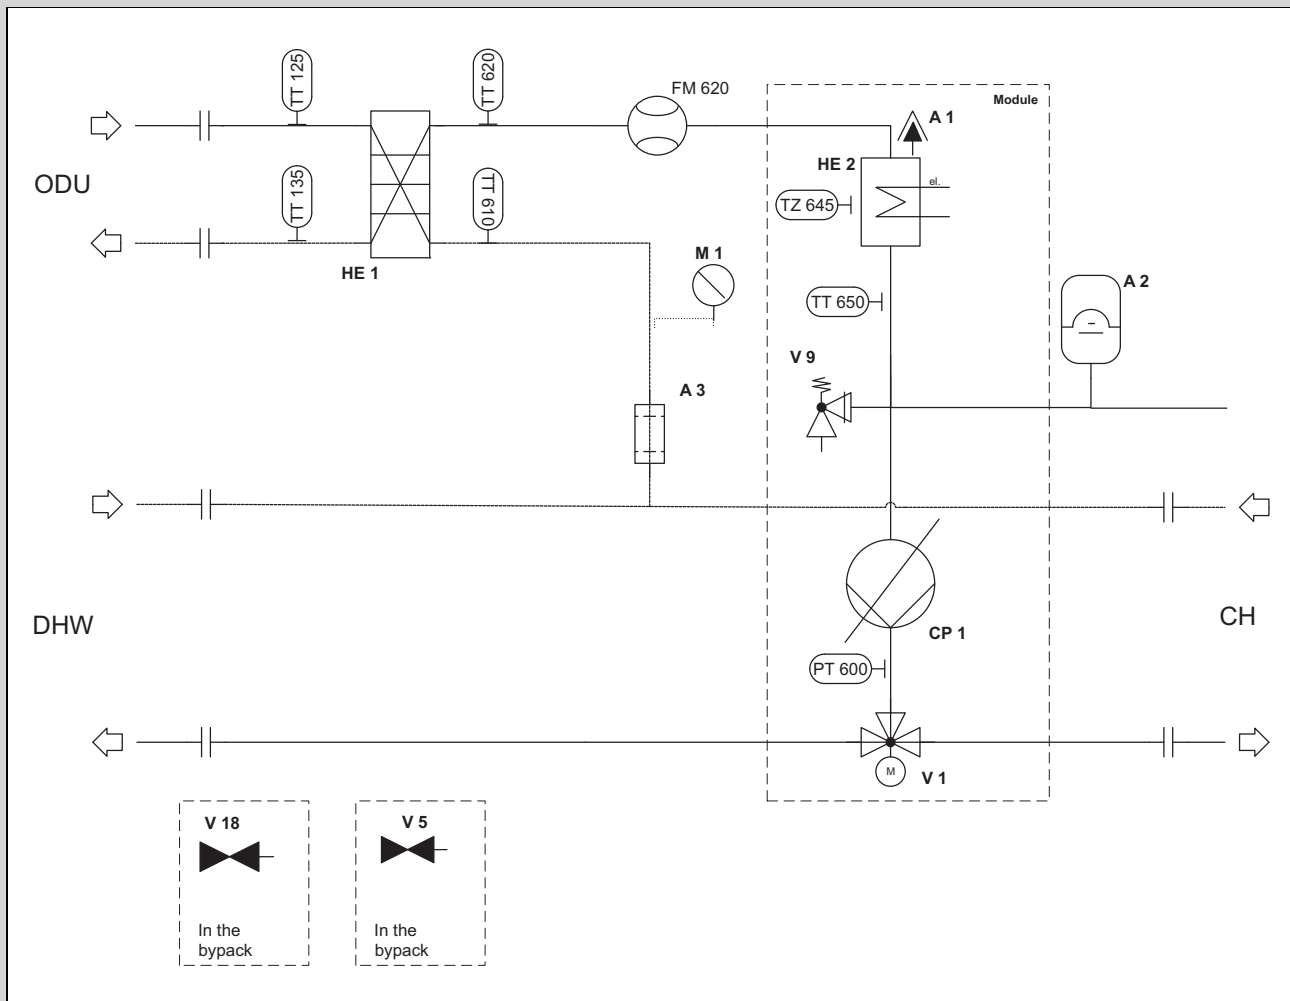 TT 125
TT 620
FM 620
Module
A 1
HE 2
el.
ODU
TT 135
TT 610
TZ 645
M 1
HE 1
TT 650
A 2
V 9
A 3
DHW
CP 1
CH
PT 600
M
V 1
V 18
V 5
In the
bypack
In the
bypack